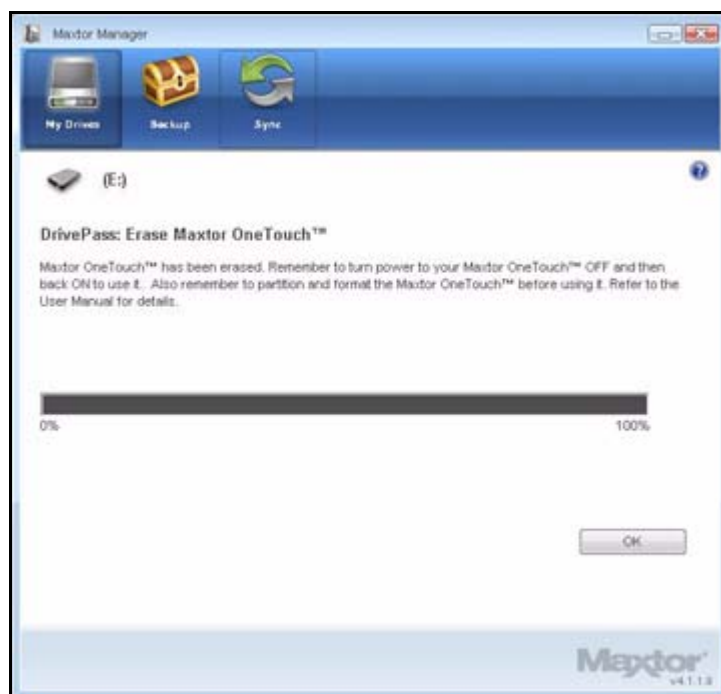 Maxtor Manager
My Drives
Backup
Sync
(E:)
DrivePass: Erase Maxtor OneTouch™
Maxtor OneTouch™ has been erased. Remember to turn power to your Maxtor OneTouch™ OFF and then
back ON to use it. Also remember to partition and format the Maxtor OneTouch™ before using it. Refer to the
User Manual for details.
0%
100%
OK
Maxtor